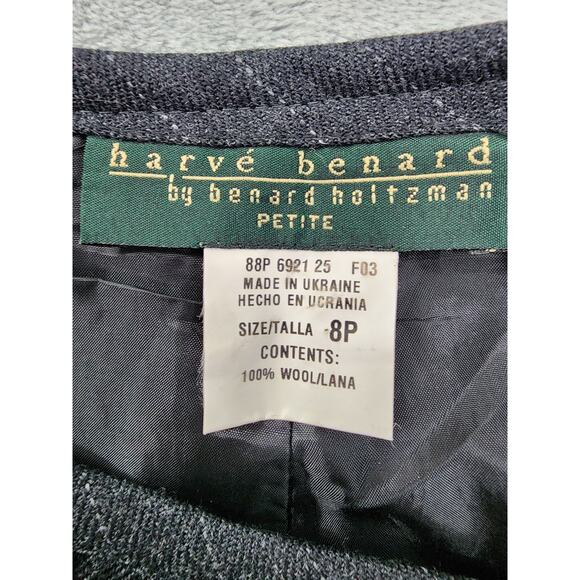 harvé benard
by benard holtzman
PETITE
88P 6921 25 F03
MADE IN UKRAINE
HECHO EN UCRANIA
SIZE/TALLA 8P
CONTENTS:
100% WOOL/LANA